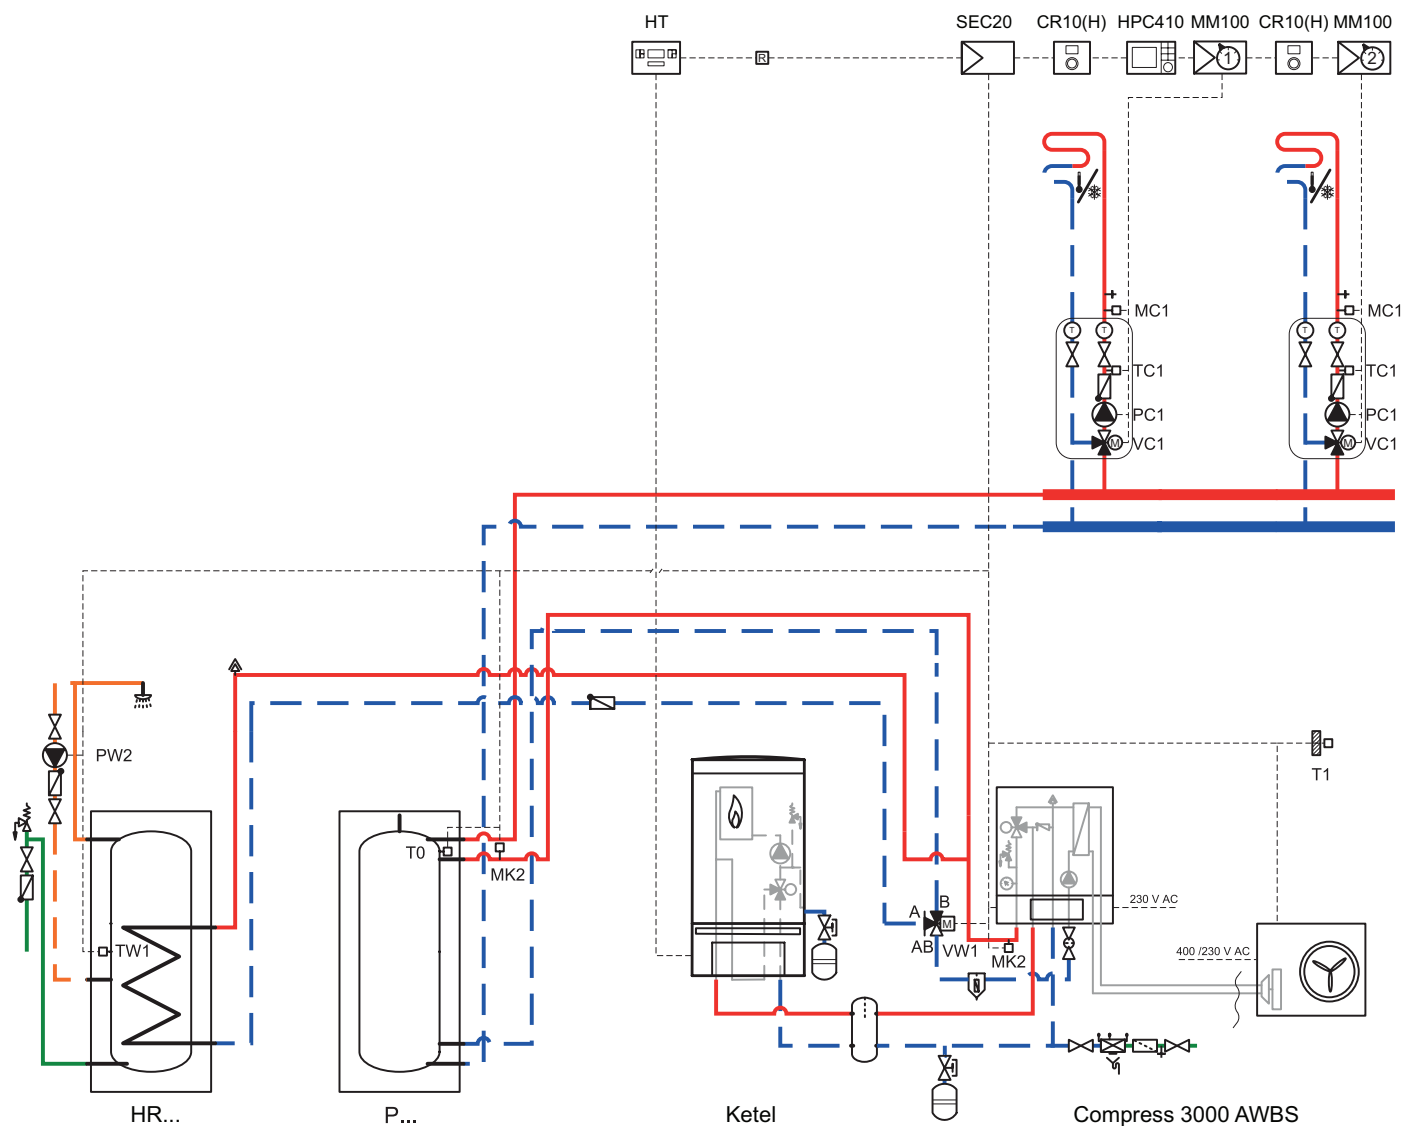 HT
SEC20
CR10(H)
HPC410
MM100
CR10(H)
MM100
R
1
2
MC1
MC1
T
T
T
T
TC1
TC1
PC1
PC1
M
VC1
M
VC1
PW2
T1
T0
MK2
A
B
M
230 V AC
TW1
AB
VW1
MK2
400 /230 V AC
HR...
P...
Ketel
Compress 3000 AWBS